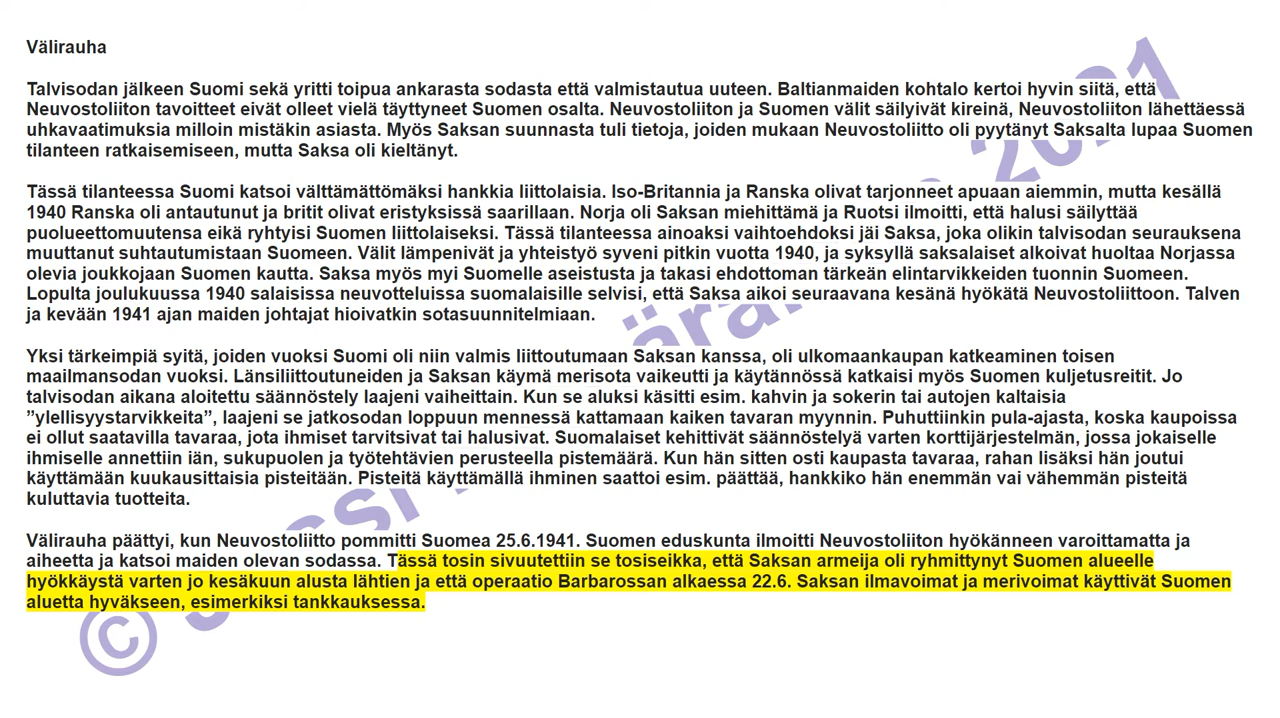 Välirauha
Talvisodan jälkeen Suomi sekä yritti toipua ankarasta sodasta että valmistautua uuteen. Baltianmaiden kohtalo kertoi hyvin siitä, että
Neuvostoliiton tavoitteet eivät olleet vielä täyttyneet Suomen osalta. Neuvostoliiton ja Suomen välit säilyivät kireinä, Neuvostoliiton lähettäessä
uhkavaatimuksia milloin mistäkin asiasta. Myös Saksan suunnasta tuli tietoja, joiden mukaan Neuvostoliitto oli pyytänyt Saksalta lupaa Suomen
tilanteen ratkaisemiseen, mutta Saksa oli kieltänyt.
Tässä tilanteessa Suomi katsoi välttämättömäksi hankkia liittolaisia. Iso-Britannia ja Ranska olivat tarjonneet apuaan aiemmin, mutta kesällä
1940 Ranska oli antautunut ja britit olivat eristyksissä saarillaan. Norja oli Saksan miehittämä ja Ruotsi ilmoitti, että halusi säilyttää
puolueettomuutensa eikä ryhtyisi Suomen liittolaiseksi. Tässä tilanteessa ainoaksi vaihtoehdoksi jäi Saksa, joka olikin talvisodan seurauksena
muuttanut suhtautumistaan Suomeen. Välit lämpenivät ja yhteistyö syveni pitkin vuotta 1940, ja syksyllä saksalaiset alkoivat huoltaa Norjassa
olevia joukkojaan Suomen kautta. Saksa myös myi Suomelle aseistusta ja takasi ehdottoman tärkeän elintarvikkeiden tuonnin Suomeen.
Lopulta joulukuussa 1940 salaisissa neuvotteluissa suomalaisille selvisi, että Saksa aikoi seuraavana kesänä hyökätä Neuvostoliittoon. Talven
ja kevään 1941 ajan maiden johtajat hioivatkin sotasuunnitelmiaan.
Yksi tärkeimpiä syitä, joiden vuoksi Suomi oli niin valmis liittoutumaan Saksan kanssa, oli ulkomaankaupan katkeaminen toisen
maailmansodan vuoksi. Länsiliittoutuneiden ja Saksan käymä merisota vaikeutti ja käytännössä katkaisi myös Suomen kuljetusreitit. Jo
talvisodan aikana aloitettu säännöstely laajeni vaiheittain. Kun se aluksi käsitti esim. kahvin ja sokerin tai autojen kaltaisia
”ylellisyystarvikkeita”, laajeni se jatkosodan loppuun mennessä kattamaan kaiken tavaran myynnin. Puhuttiinkin pula-ajasta, koska kaupoissa
ei ollut saatavilla tavaraa, jota ihmiset tarvitsivat tai halusivat. Suomalaiset kehittivät säännöstelyä varten korttijärjestelmän, jossa jokaiselle
ihmiselle annettiin iän, sukupuolen ja työtehtävien perusteella pistemäärä. Kun hän sitten osti kaupasta tavaraa, rahan lisäksi hän joutui
käyttämään kuukausittaisia pisteitään. Pisteitä käyttämällä ihminen saattoi esim. päättää, hankkiko hän enemmän vai vähemmän pisteitä
kuluttavia tuotteita.
Välirauha päättyi, kun Neuvostoliitto pommitti Suomea 25.6.1941. Suomen eduskunta ilmoitti Neuvostoliiton hyökänneen varoittamatta ja
aiheetta ja katsoi maiden olevan sodassa. Tässä tosin sivuutettiin se tosiseikka, että Saksan armeija oli ryhmittynyt Suomen alueelle
hyökkäystä varten jo kesäkuun alusta lähtien ja että operaatio Barbarossan alkaessa 22.6. Saksan ilmavoimat ja merivoimat käyttivät Suomen
aluetta hyväkseen, esimerkiksi tankkauksessa.